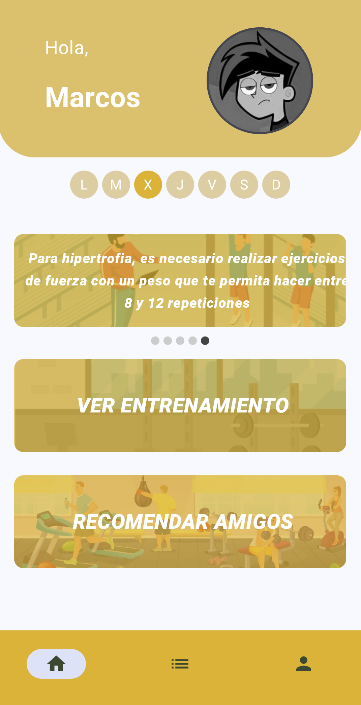 Hola,
Marcos
L M X J V S D
Para hipertrofia, es necesario realizar ejercicios
de fuerza con un peso que te permita hacer entre
8 y 12 repeticiones
VER ENTRENAMIENTO
RECOMENDAR AMIGOS